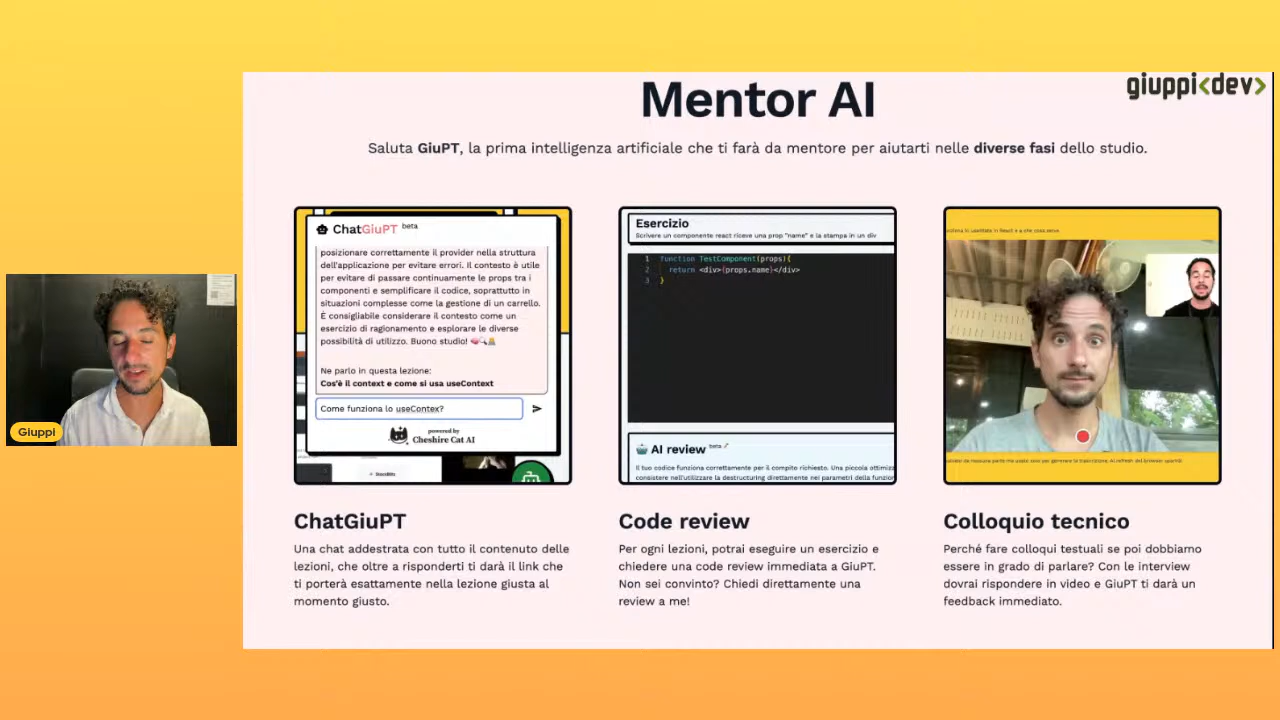 giuppi<dev>
Mentor AI
Saluta GiuPT, la prima intelligenza artificiale che ti farà da mentore per aiutarti nelle diverse fasi dello studio.
ChatGiuPT beta
posizionare correttamente il provider nella struttura
dell'applicazione per evitare errori. Il contesto è utile
per evitare di passare continuamente le props tra i
componenti e semplificare il codice, soprattutto in
situazioni complesse come la gestione di un carrello.
È consigliabile considerare il contesto come un
esercizio di ragionamento e esplorare le diverse
possibilità di utilizzo. Buono studio!
Ne parlo in questa lezione:
Cos'è il context e come si usa useContext
Come funziona lo useContex?
powered by
Cheshire Cat AI
Esercizio
Scrivere un componente react riceve una prop "name" e la stampa in un div
1 function TestComponent(props){
2 return <div>{props.name}</div>
3 }
AI review beta
Il tuo codice funziona correttamente per il compito richiesto. Una piccola ottimiz
consistere nell'utilizzare la destructuring direttamente nei parametri della funzion
Giuppi
ChatGiuPT
Una chat addestrata con tutto il contenuto delle
lezioni, che oltre a risponderti ti darà il link che
ti porterà esattamente nella lezione giusta al
momento giusto.
Code review
Per ogni lezioni, potrai eseguire un esercizio e
chiedere una code review immediata a GiuPT.
Non sei convinto? Chiedi direttamente una
review a me!
Colloquio tecnico
Perché fare colloqui testuali se poi dobbiamo
essere in grado di parlare? Con le interview
dovrai rispondere in video e GiuPT ti darà un
feedback immediato.